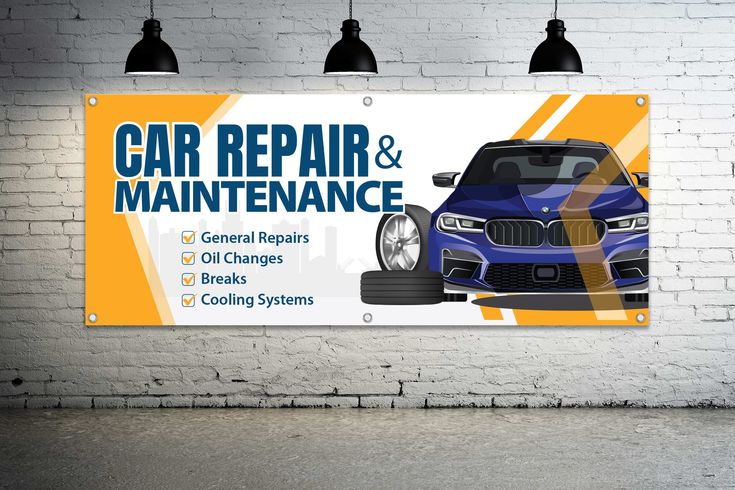 CAR REPAIR &
MAINTENANCE
General Repairs
Oil Changes
Breaks
Cooling Systems